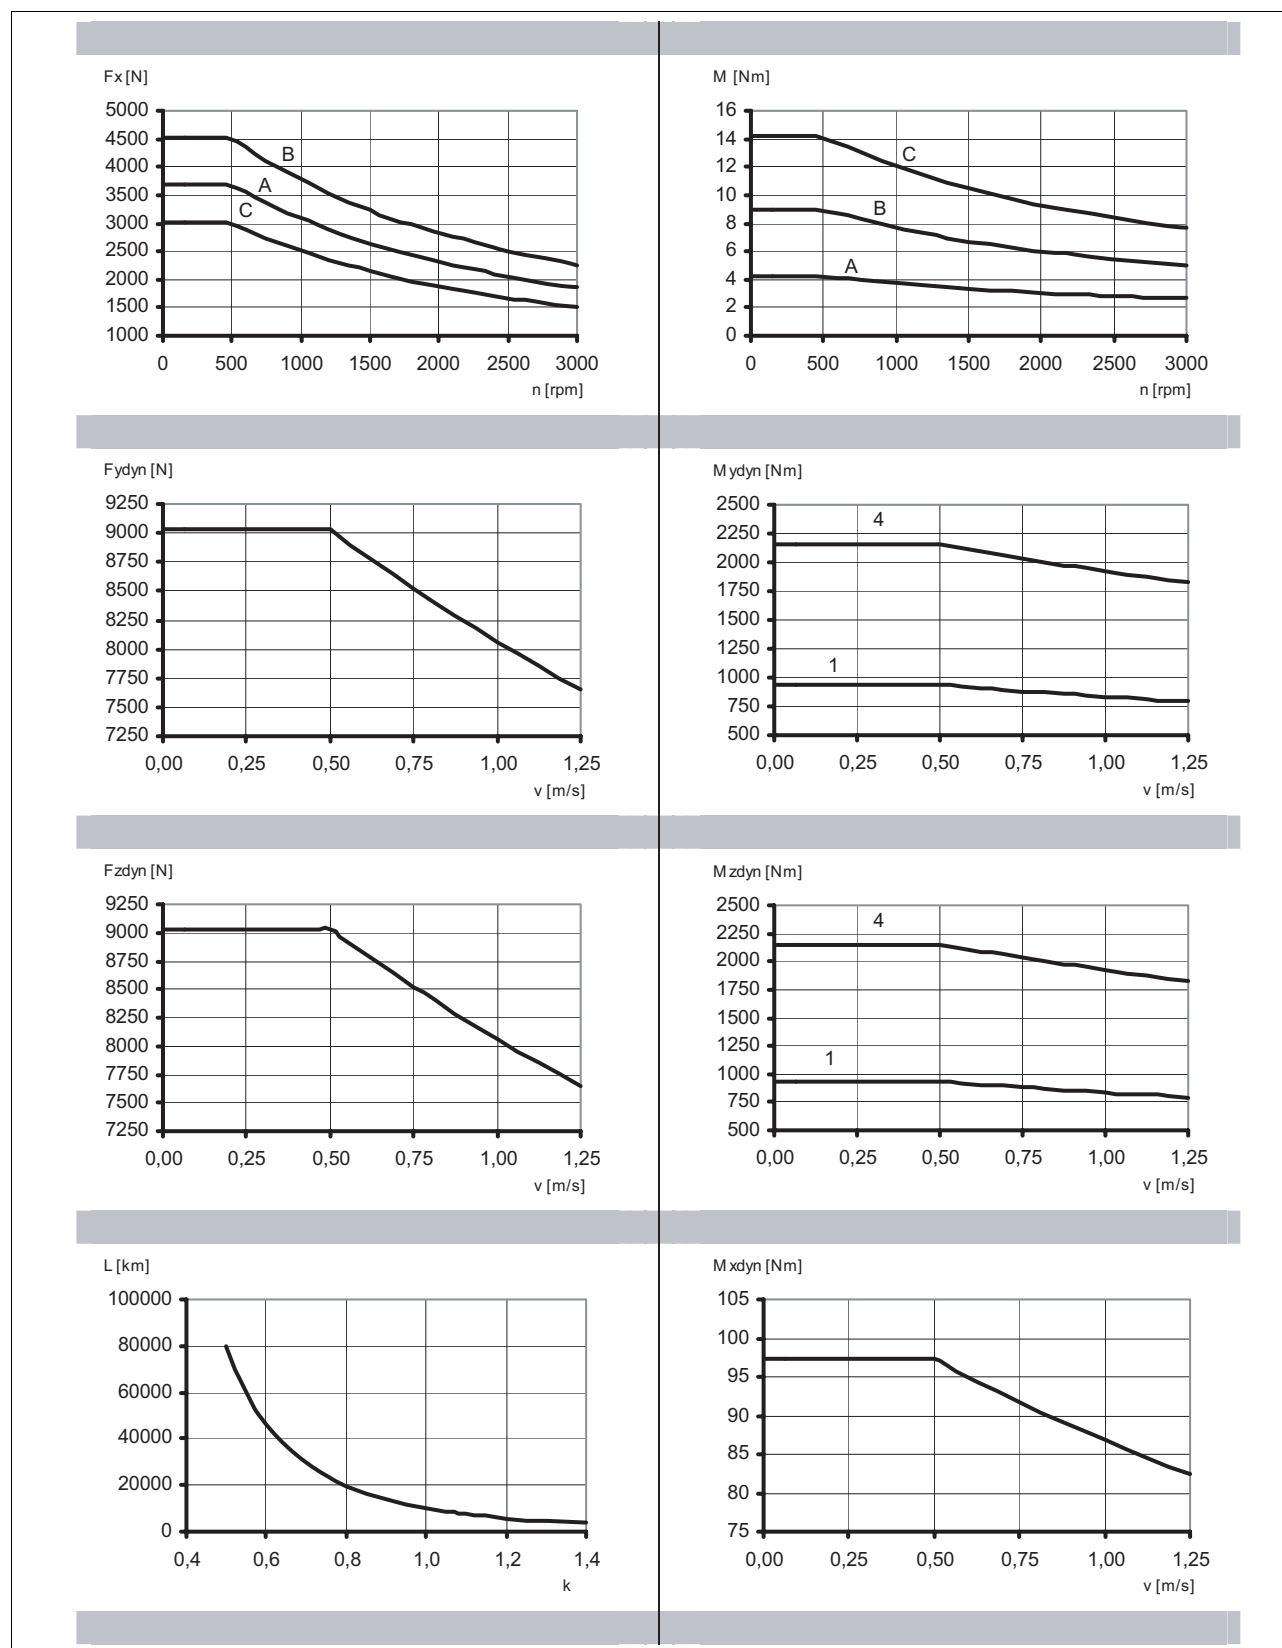 Fx [N]
5000
4500
4000
3500
3000
2500
2000
1500
1000
B
A
C
0 500 1000 1500 2000 2500 3000
n [rpm]
M [Nm]
16
14
12
10
8
6
4
2
0
C
B
A
0 500 1000 1500 2000 2500 3000
n [rpm]
Fydyn [N]
9250
9000
8750
8500
8250
8000
7750
7500
7250
0,00 0,25 0,50 0,75 1,00 1,25
v [m/s]
Mydyn [Nm]
2500
2250
2000
1750
1500
1250
1000
750
500
4
1
0,00 0,25 0,50 0,75 1,00 1,25
v [m/s]
Fzdyn [N]
9250
9000
8750
8500
8250
8000
7750
7500
7250
0,00 0,25 0,50 0,75 1,00 1,25
v [m/s]
Mzdyn [Nm]
2500
2250
2000
1750
1500
1250
1000
750
500
4
1
0,00 0,25 0,50 0,75 1,00 1,25
v [m/s]
L [km]
100000
80000
60000
40000
20000
0
0,4 0,6 0,8 1,0 1,2 1,4
k
Mxdyn [Nm]
105
100
95
90
85
80
75
0,00 0,25 0,50 0,75 1,00 1,25
v [m/s]